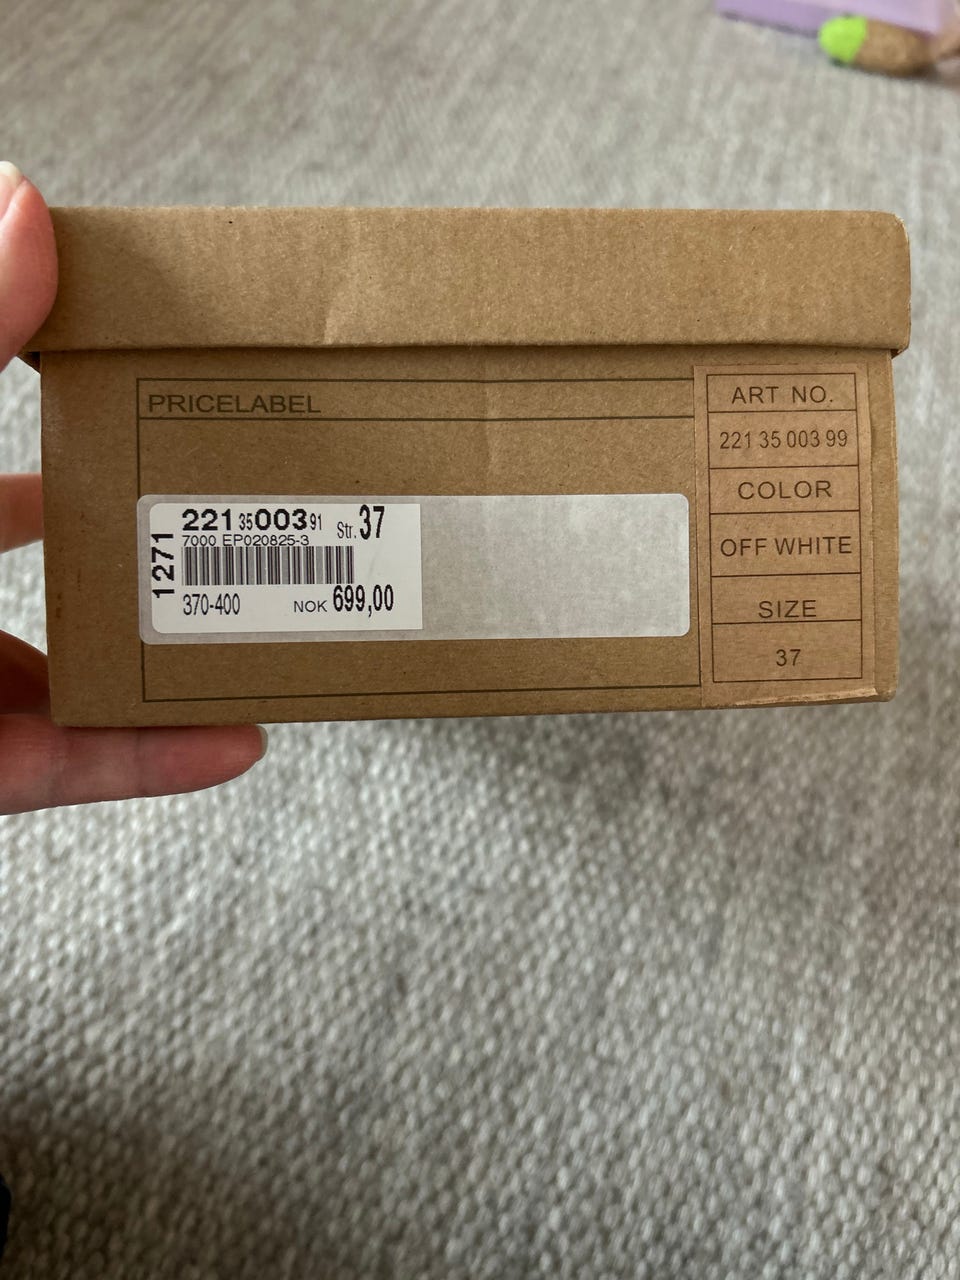 PRICELABEL
1271
221 35 003 91 Str. 37
7000 EP020825-3
370-400 NOK 699,00
ART NO.
221 35 003 99
COLOR
OFF WHITE
SIZE
37